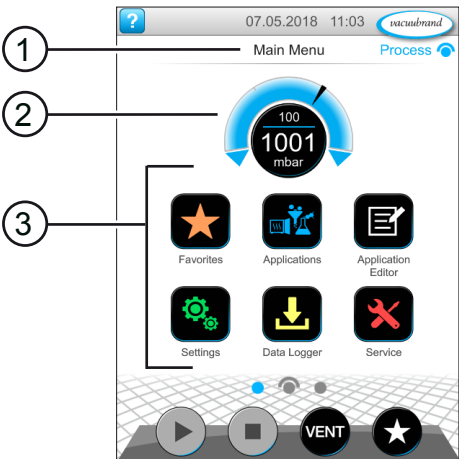 ? 07.05.2018 11:03 vacuubrand
1 Main Menu Process
2
100
1001
mbar
3
Favorites Applications Application
Editor
Settings Data Logger Service
VENT